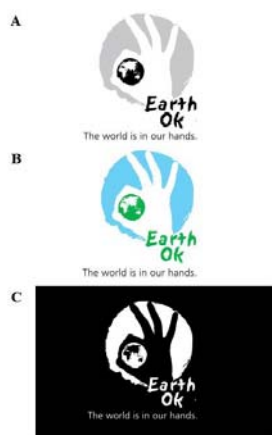 A
Earth
Ok
The world is in our hands.
B
Earth
Ok
The world is in our hands.
C
Earth
Ok
The world is in our hands.